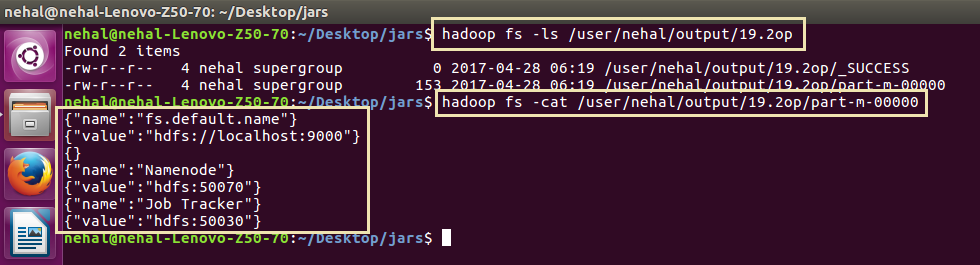 nehal@nehal-Lenovo-Z50-70: ~/Desktop/jars
nehal@nehal-Lenovo-Z50-70:~/Desktop/jars$ hadoop fs -ls /user/nehal/output/19.2op
Found 2 items
-rw-r--r--   4 nehal supergroup          0 2017-04-28 06:19 /user/nehal/output/19.2op/_SUCCESS
-rw-r--r--   4 nehal supergroup        153 2017-04-28 06:19 /user/nehal/output/19.2op/part-m-00000
nehal@nehal-Lenovo-Z50-70:~/Desktop/jars$ hadoop fs -cat /user/nehal/output/19.2op/part-m-00000
{"name":"fs.default.name"}
{"value":"hdfs://localhost:9000"}
{}
{"name":"Namenode"}
{"value":"hdfs:50070"}
{"name":"Job Tracker"}
{"value":"hdfs:50030"}
nehal@nehal-Lenovo-Z50-70:~/Desktop/jars$